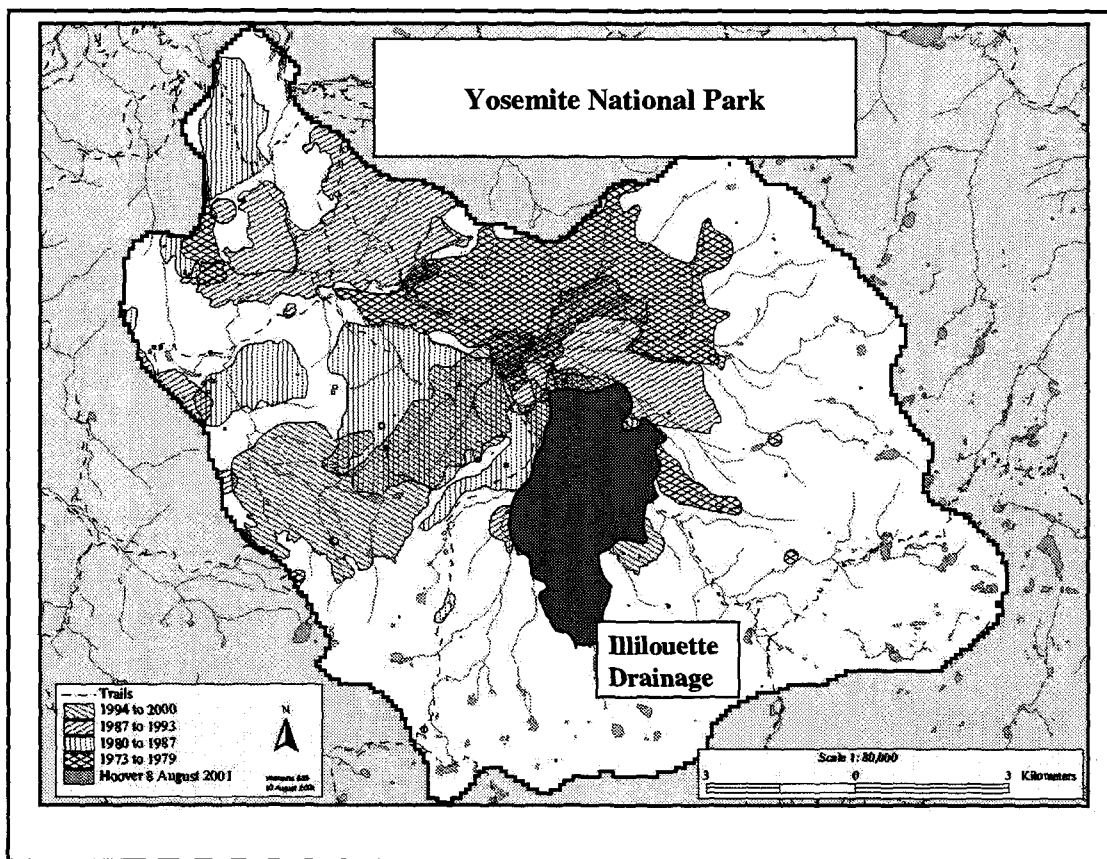 Yosemite National Park
Illilouette
Drainage
Trails
1994 to 2000
1987 to 1993
1980 to 1987
1973 to 1979
Hoover 8 August 2001
N
August
Scale 1: 80,000
3 0 3 Kilometers